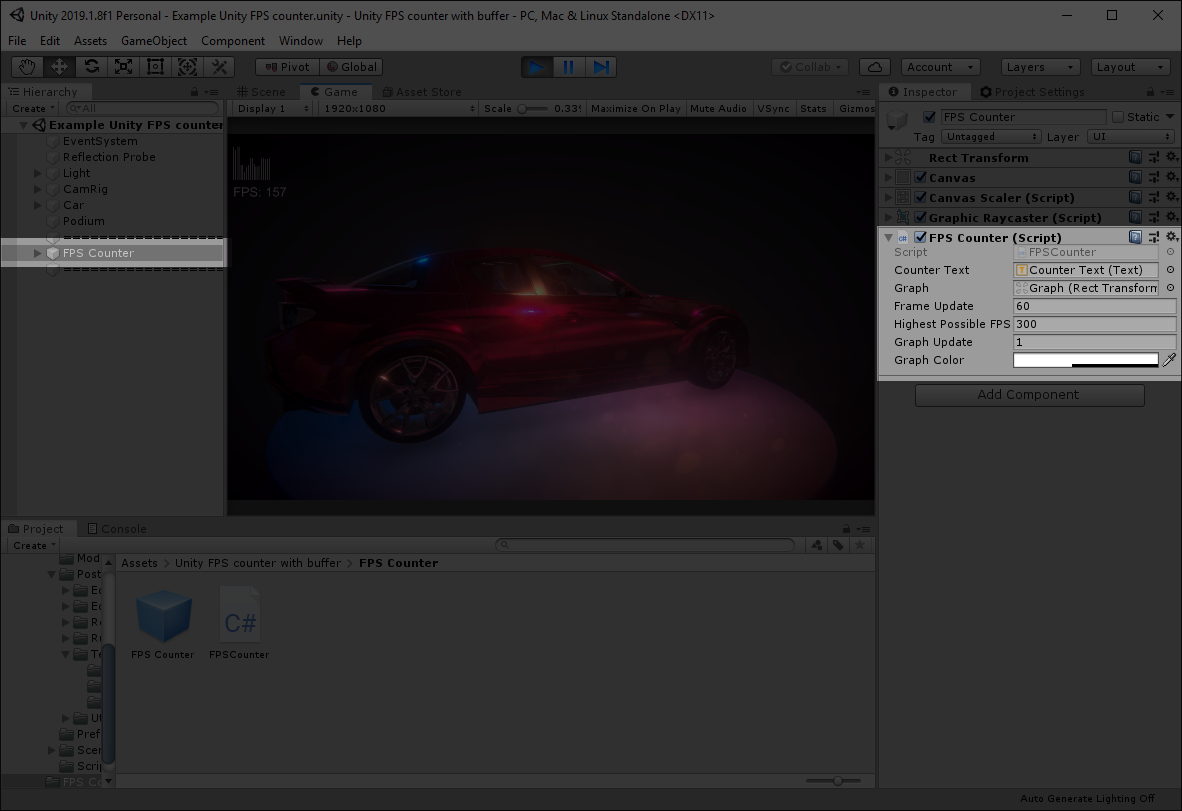 Unity 2019.1.8f1 Personal - Example Unity FPS counter.unity - Unity FPS counter with buffer - PC, Mac & Linux Standalone <DX11>
File Edit Assets GameObject Component Window Help
Pivot Global Collab Account Layers Layout
Hierarchy
Create All
Example Unity FPS counter
EventSystem
Reflection Probe
Light
CamRig
Car
Podium
FPS Counter
Scene Game Asset Store
Display 1 1920x1080 Scale 0.33 Maximize On Play Mute Audio VSync Stats Gizmos
FPS: 157
Inspector Project Settings
FPS Counter Static
Tag Untagged Layer UI
Rect Transform
Canvas
Canvas Scaler (Script)
Graphic Raycaster (Script)
FPS Counter (Script)
Script FPSCounter
Counter Text Counter Text (Text)
Graph Graph (Rect Transform
Frame Update 60
Highest Possible FPS 300
Graph Update 1
Graph Color
Add Component
Project Console
Create
Mod
Post
Ec
Ec
Re
Ru
Te
Ut
Pref
Scer
Scrip
FPS Co
Assets > Unity FPS counter with buffer > FPS Counter
C#
FPS Counter FPSCounter
Auto Generate Lighting Off